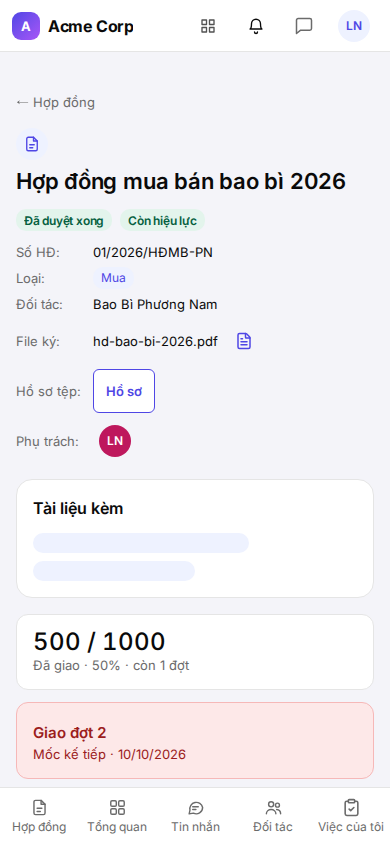 A Acme Corp LN
← Hợp đồng
Hợp đồng mua bán bao bì 2026
Đã duyệt xong Còn hiệu lực
Số HĐ: 01/2026/HĐMB-PN
Loại: Mua
Đối tác: Bao Bì Phương Nam
File ký: hd-bao-bi-2026.pdf
Hồ sơ tệp: Hồ sơ
Phụ trách: LN
Tài liệu kèm
500 / 1000
Đã giao · 50% · còn 1 đợt
Giao đợt 2
Mốc kế tiếp · 10/10/2026
Hợp đồng Tổng quan Tin nhắn Đối tác Việc của tôi